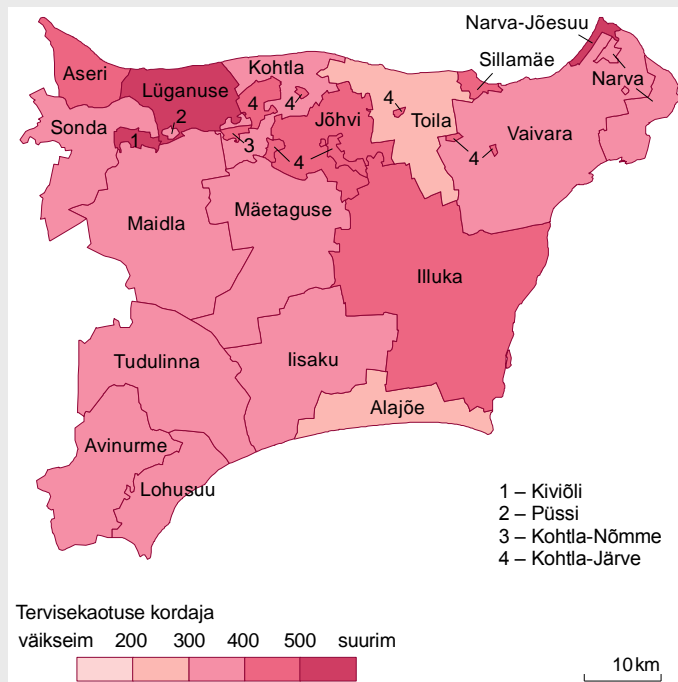 Narva-Jõesuu
Sillamäe
Narva
Aseri
Lüganuse
Kohtla
4
4
4
Toila
Sonda
2
1
3
Jõhvi
4
Vaivara
4
Maidla
Mäetaguse
Illuka
Tudulinna
Iisaku
Alajõe
Avinurme
Lohusuu
1 – Kiviõli
2 – Püssi
3 – Kohtla-Nõmme
4 – Kohtla-Järve
Tervisekaotuse kordaja
väikseim 200 300 400 500 suurim
10 km